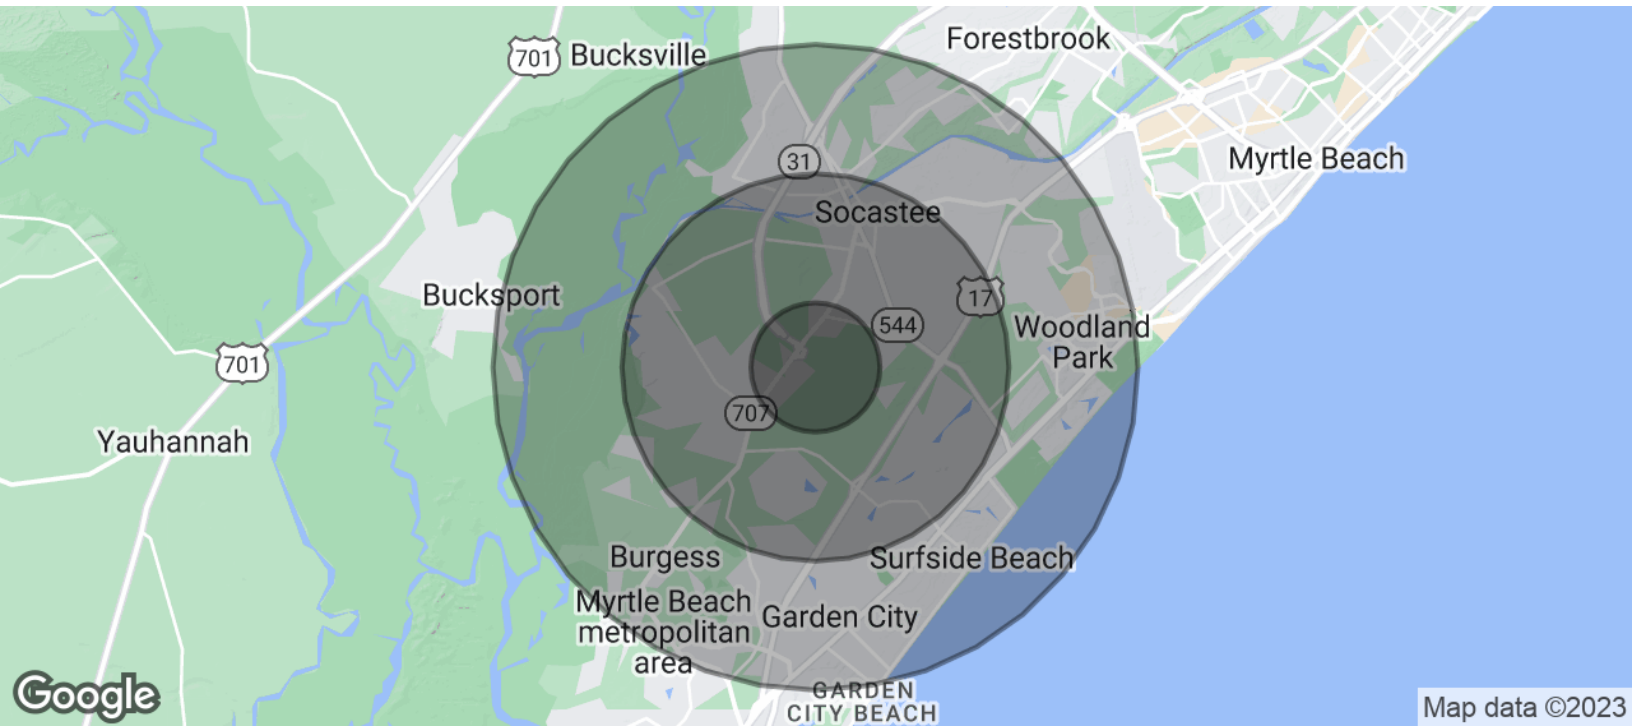 Forestbrook
701
Bucksville
Myrtle Beach
31
Socastee
Bucksport
17
544
Woodland
Park
701
707
Yauhannah
Burgess
Surfside Beach
Myrtle Beach
metropolitan
area
Garden City
GARDEN
CITY BEACH
Google
Map data ©2023